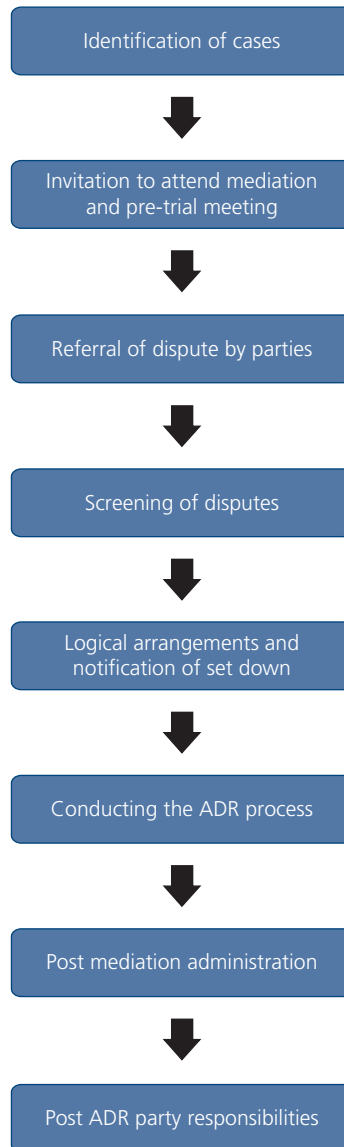 Identification of cases
Invitation to attend mediation
and pre-trial meeting
Referral of dispute by parties
Screening of disputes
Logical arrangements and
notification of set down
Conducting the ADR process
Post mediation administration
Post ADR party responsibilities